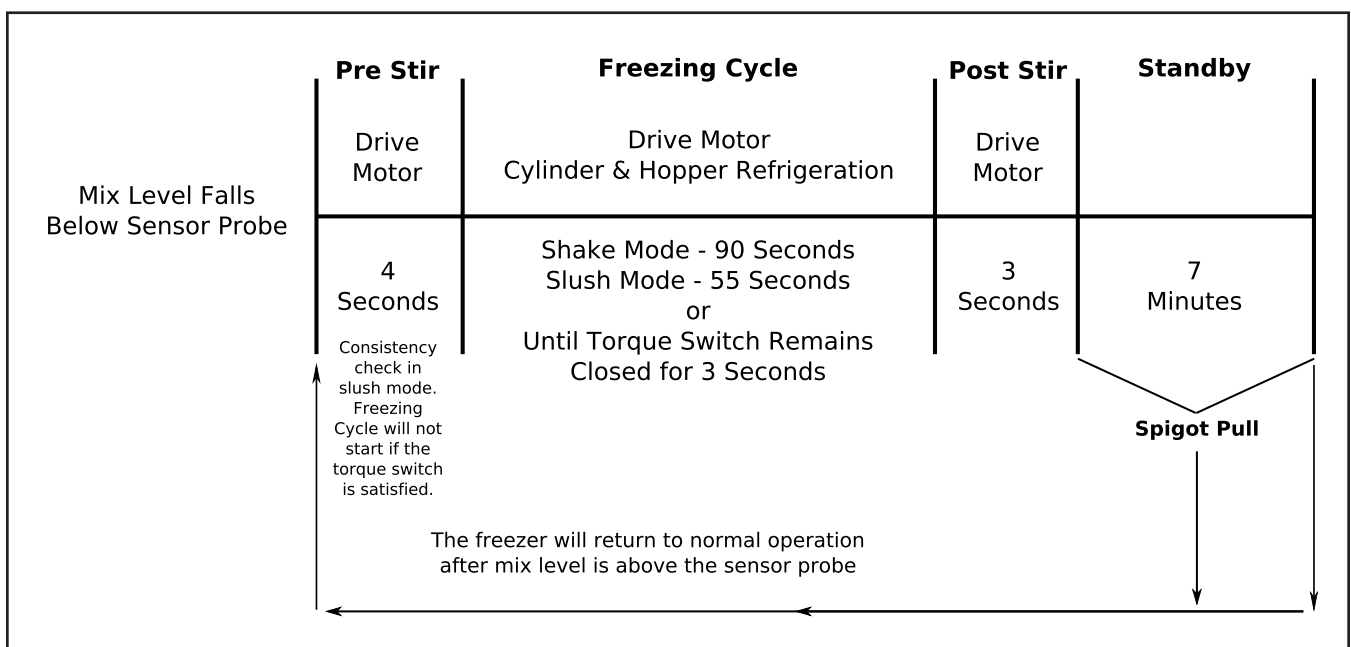 Pre Stir
Freezing Cycle
Post Stir
Standby
Drive
Motor
Drive Motor
Cylinder & Hopper Refrigeration
Drive
Motor
Mix Level Falls
Below Sensor Probe
4
Seconds
Consistency
check in
slush mode.
Freezing
Cycle will not
start if the
torque switch
is satisfied.
Shake Mode - 90 Seconds
Slush Mode - 55 Seconds
or
Until Torque Switch Remains
Closed for 3 Seconds
3
Seconds
7
Minutes
Spigot Pull
The freezer will return to normal operation
after mix level is above the sensor probe